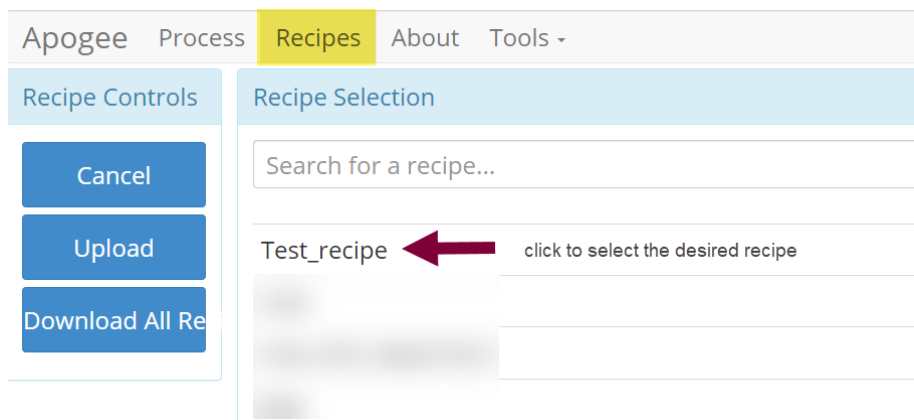 Apogee Process Recipes About Tools
Recipe Controls
Recipe Selection
Cancel
Search for a recipe...
Upload
Test_recipe
click to select the desired recipe
Download All Re